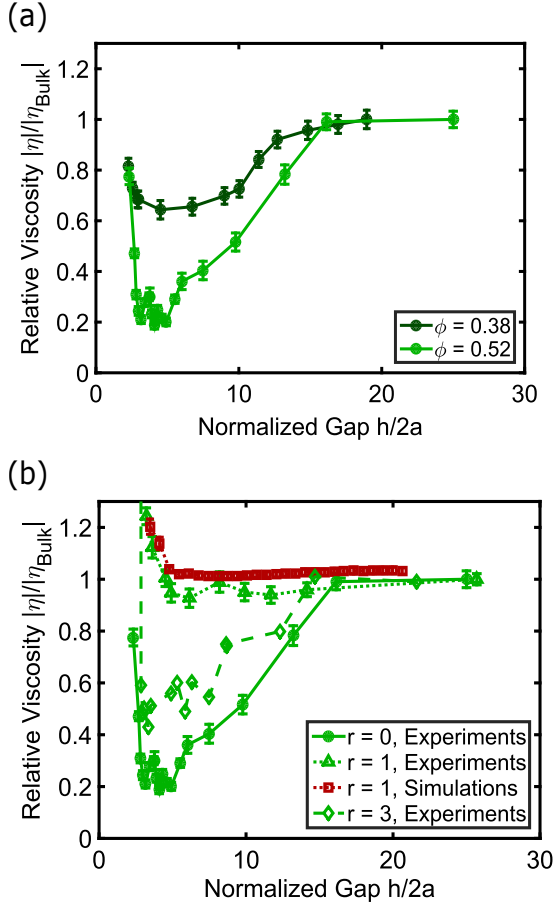 (a)
Relative Viscosity |η|/|η_Bulk|
1.2
1
0.8
0.6
0.4
0.2
0
0
10
20
30
Normalized Gap h/2a
ϕ = 0.38
ϕ = 0.52
(b)
Relative Viscosity |η|/|η_Bulk|
1.2
1
0.8
0.6
0.4
0.2
0
0
10
20
30
Normalized Gap h/2a
r = 0, Experiments
r = 1, Experiments
r = 1, Simulations
r = 3, Experiments